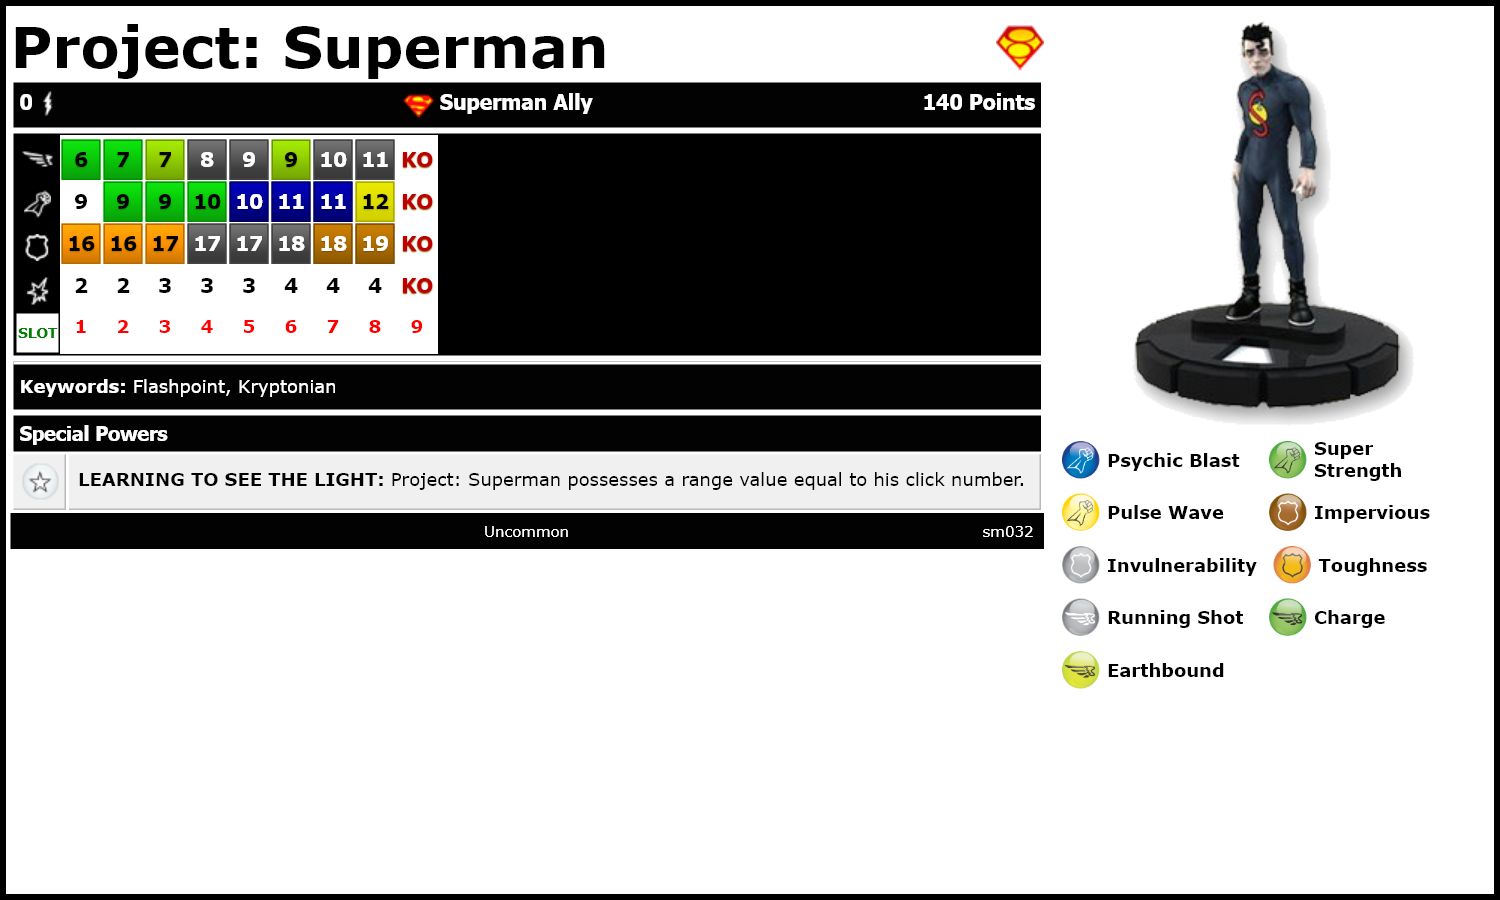 Project: Superman
0 Superman Ally 140 Points
6 7 7 8 9 9 10 11 KO
9 9 9 10 10 11 11 12 KO
16 16 17 17 17 18 18 19 KO
2 2 3 3 3 4 4 4 KO
SLOT 1 2 3 4 5 6 7 8 9
Keywords: Flashpoint, Kryptonian
Special Powers
LEARNING TO SEE THE LIGHT: Project: Superman possesses a range value equal to his click number.
Uncommon sm032
Psychic Blast
Super
Strength
Pulse Wave
Impervious
Invulnerability
Toughness
Running Shot
Charge
Earthbound